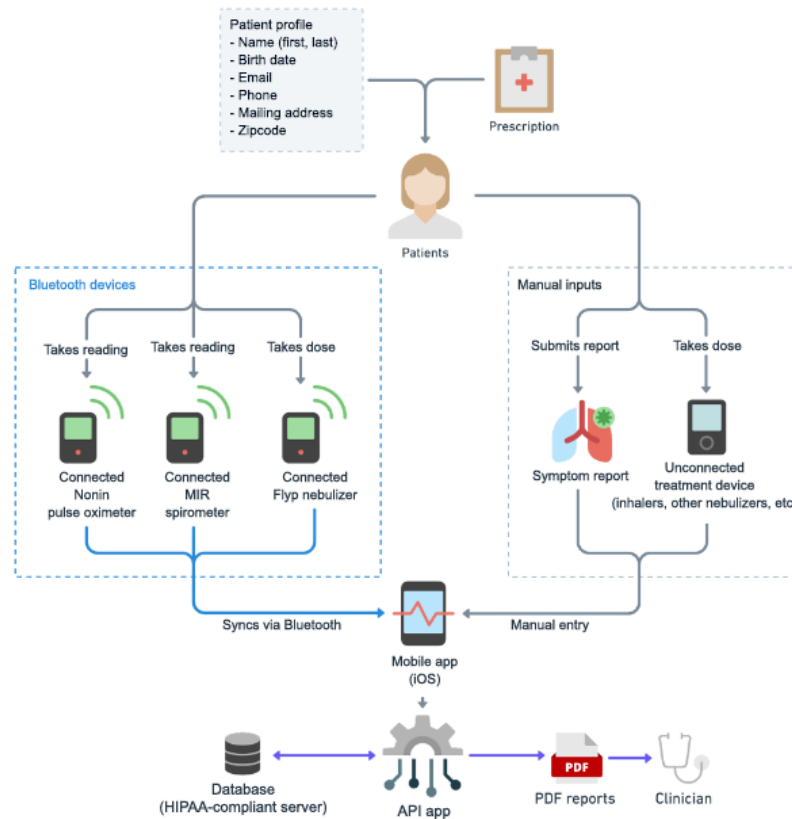 Patient profile
- Name (first, last)
- Birth date
- Email
- Phone
- Mailing address
- Zipcode
Prescription
Patients
Bluetooth devices
Manual inputs
Takes reading
Takes reading
Takes dose
Submits report
Takes dose
Connected
Nonin
pulse oximeter
Connected
MIR
spirometer
Connected
Flyp nebulizer
Symptom report
Unconnected
treatment device
(inhalers, other nebulizers, etc
Syncs via Bluetooth
Manual entry
Mobile app
(iOS)
Database
(HIPAA-compliant server)
API app
PDF
PDF reports
Clinician